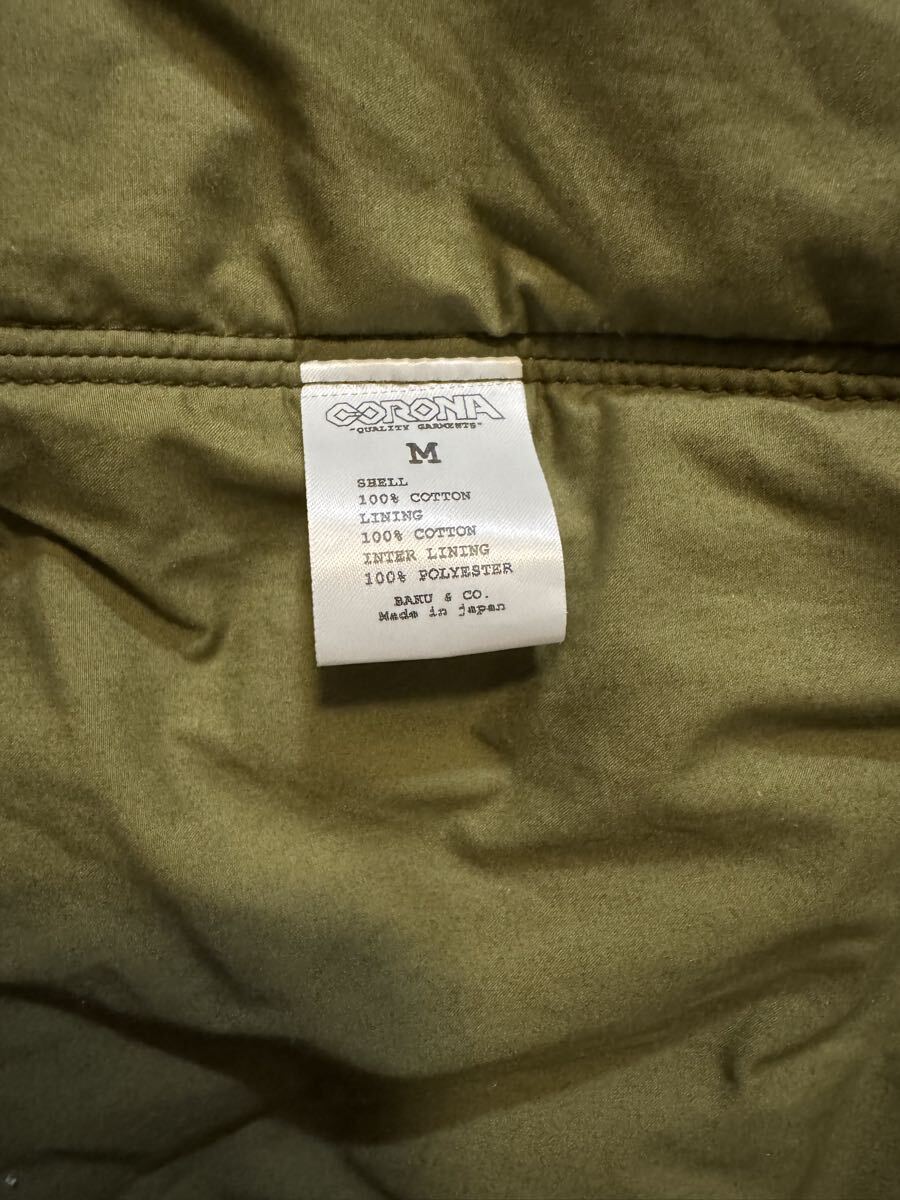 CORONA
"QUALITY GARMENTS"
M
SHELL
100% COTTON
LINING
100% COTTON
INTER LINING
100% POLYESTER
BAKU & CO.
Made in japan